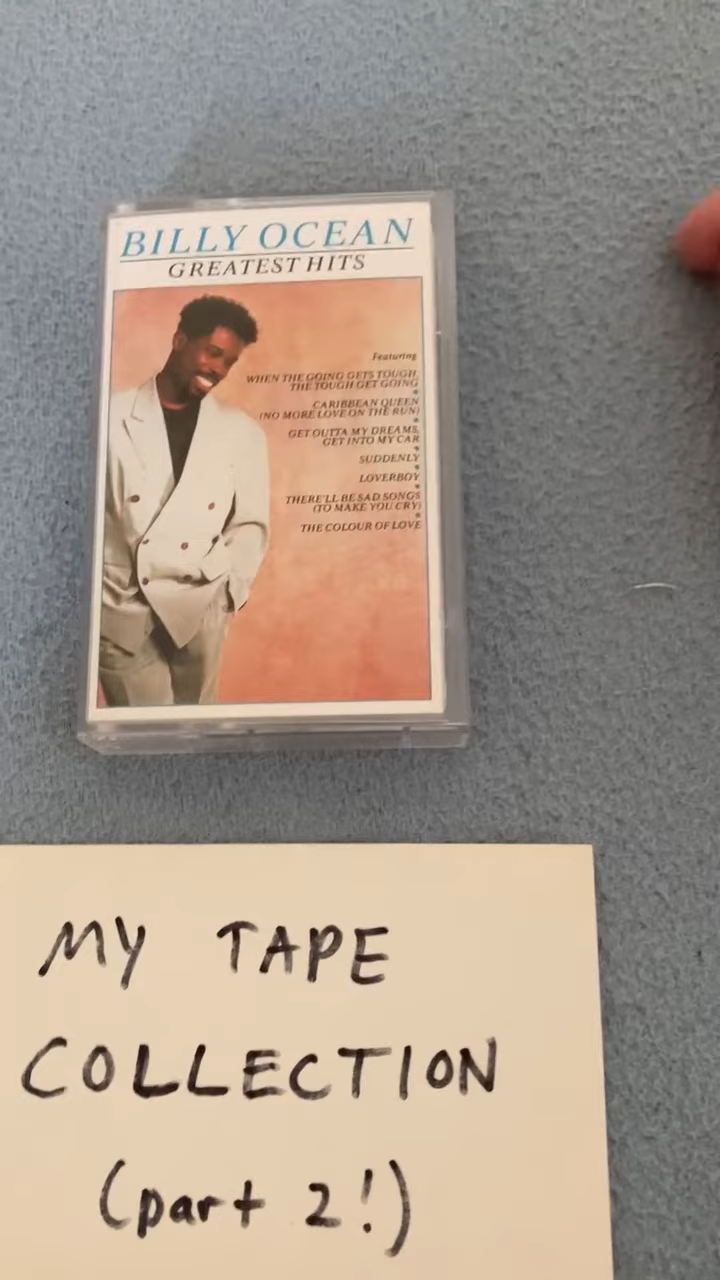 BILLY OCEAN
GREATEST HITS
Featuring
WHEN THE GOING GETS TOUGH,
THE TOUGH GET GOING
CARIBBEAN QUEEN
(NO MORE LOVE ON THE RUN)
GET OUTTA MY DREAMS,
GET INTO MY CAR
SUDDENLY
LOVERBOY
THERE'LL BE SAD SONGS
(TO MAKE YOU CRY)
THE COLOUR OF LOVE
MY TAPE
COLLECTION
(part 2!)